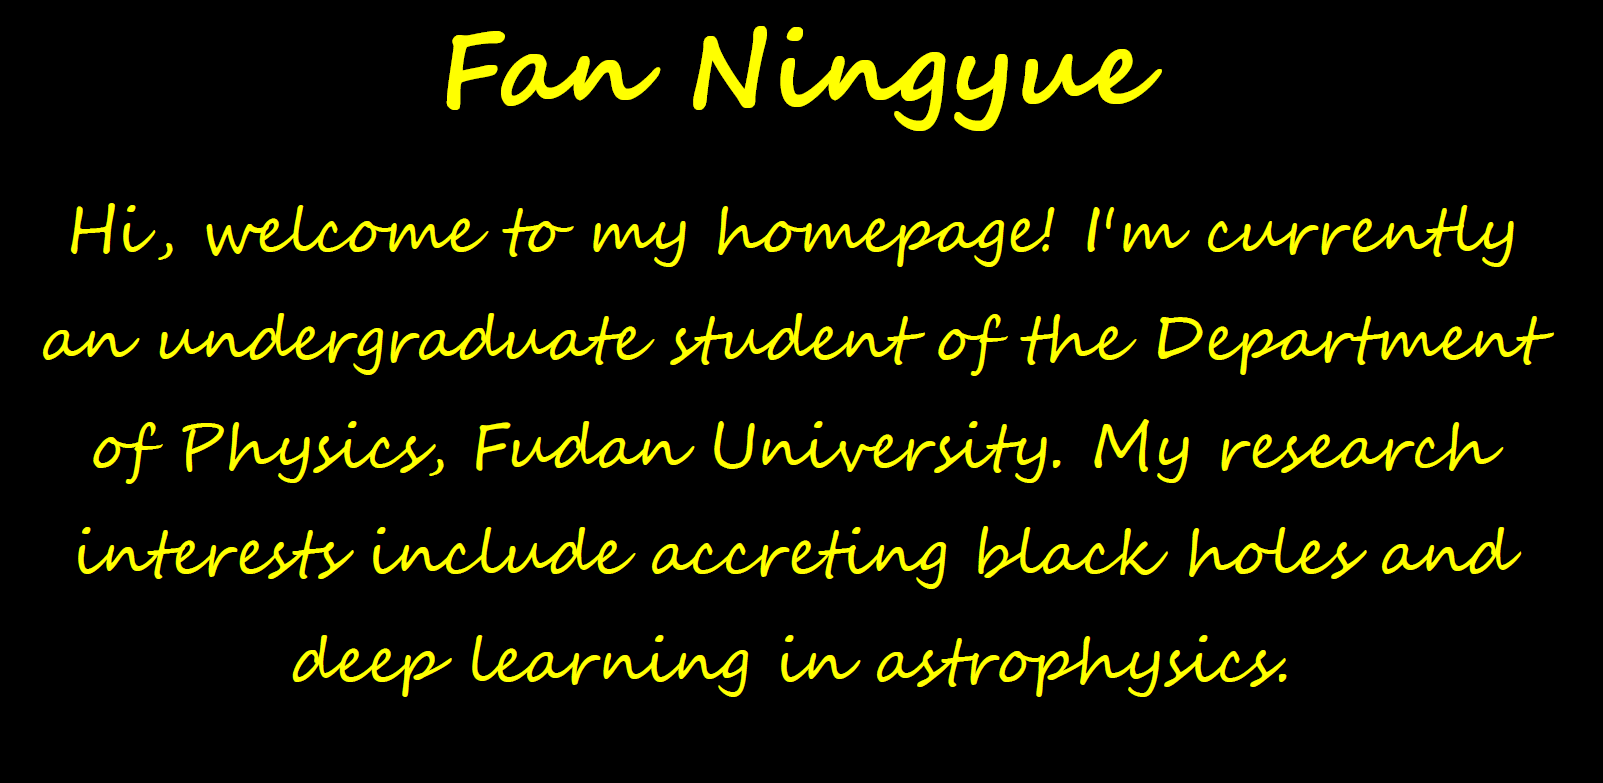 Fan Ningyue
Hi, welcome to my homepage! I'm currently
an undergraduate student of the Department
of Physics, Fudan University. My research
interests include accreting black holes and
deep learning in astrophysics.